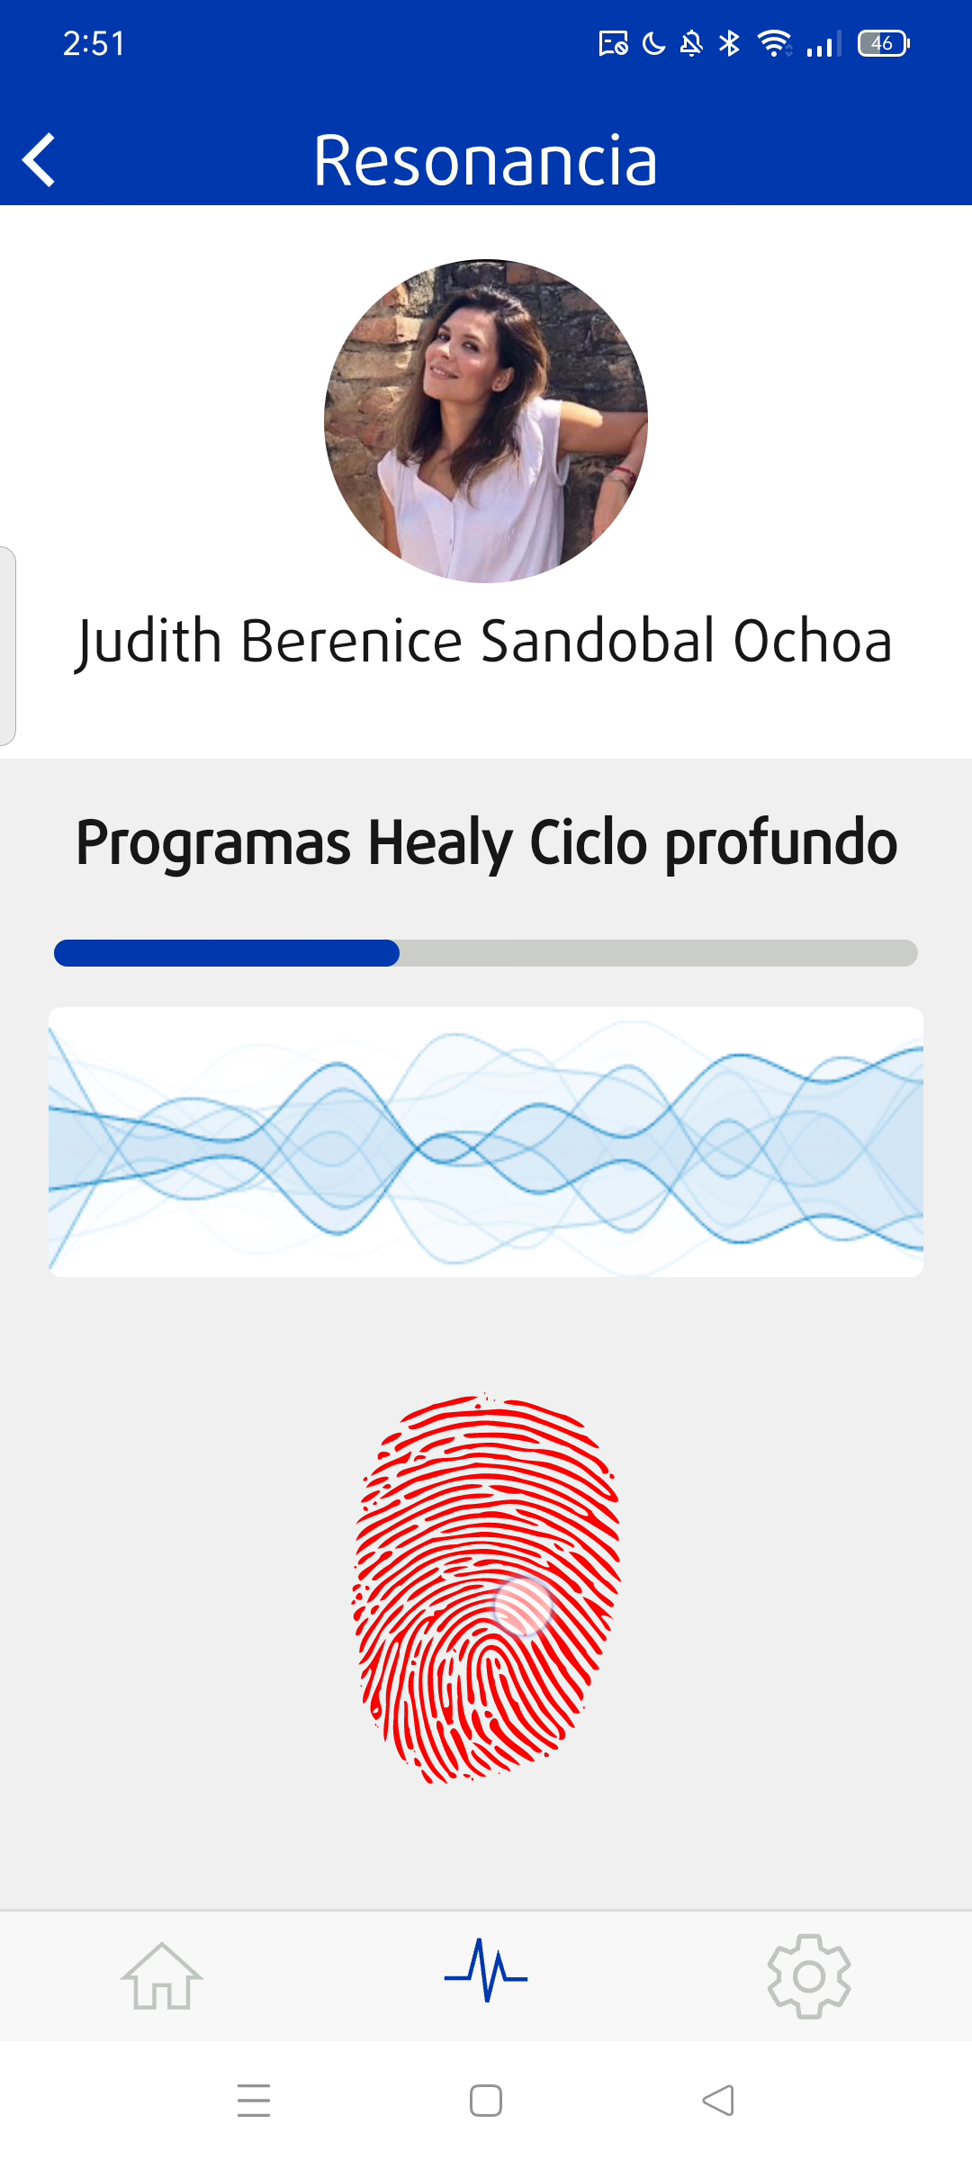 2:51
46
Resonancia
Judith Berenice Sandobal Ochoa
Programas Healy Ciclo profundo